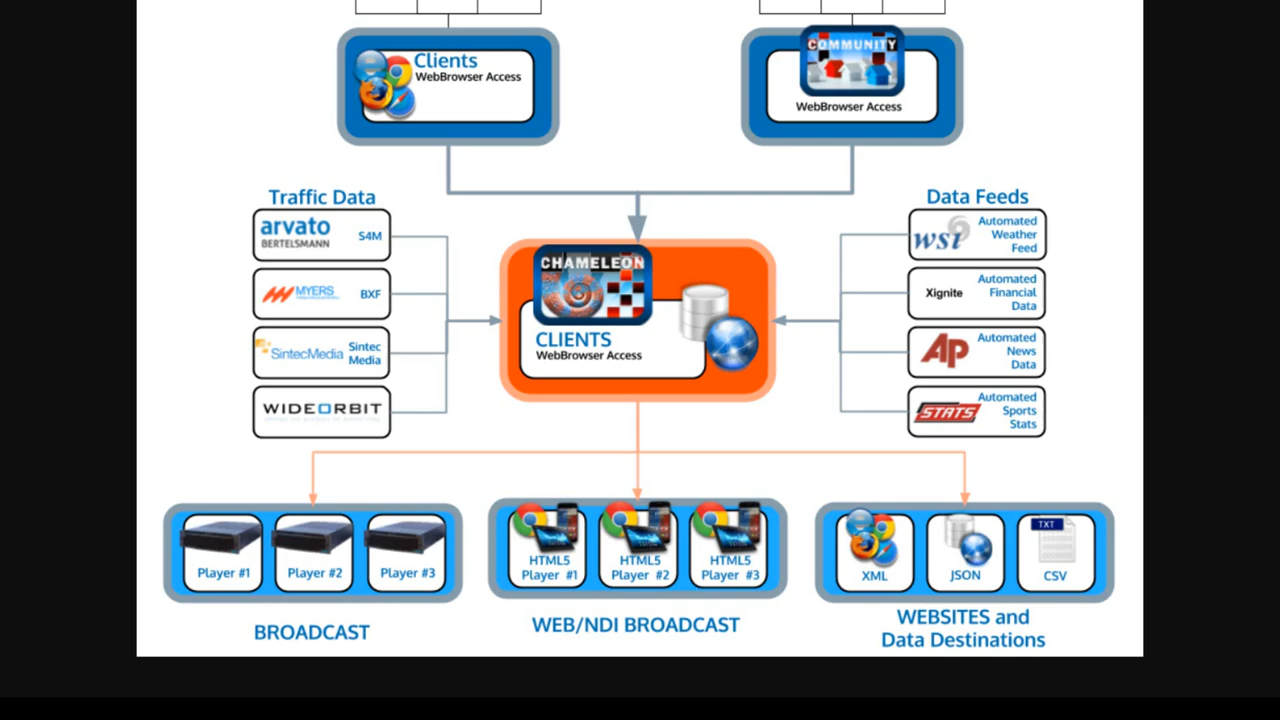 Clients
WebBrowser Access
COMMUNITY
WebBrowser Access
Traffic Data
arvato
BERTELSMANN
S4M
MYERS
BXF
SintecMedia
Sintec
Media
WIDEORBIT
CHAMELEON
CLIENTS
WebBrowser Access
Data Feeds
WSI
Automated
Weather
Feed
Xignite
Automated
Financial
Data
AP
Automated
News
Data
STATS
Automated
Sports
Stats
Player #1
Player #2
Player #3
BROADCAST
HTML5
Player #1
HTML5
Player #2
HTML5
Player #3
WEB/NDI BROADCAST
XML
JSON
TXT
CSV
WEBSITES and
Data Destinations